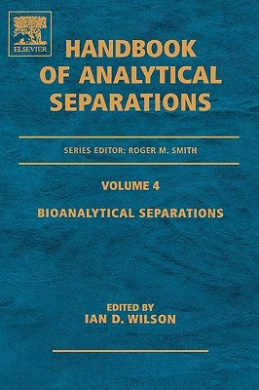 ELSEVIER
HANDBOOK
OF ANALYTICAL
SEPARATIONS
SERIES EDITOR: ROGER M. SMITH
VOLUME 4
BIOANALYTICAL SEPARATIONS
EDITED BY
IAN D. WILSON